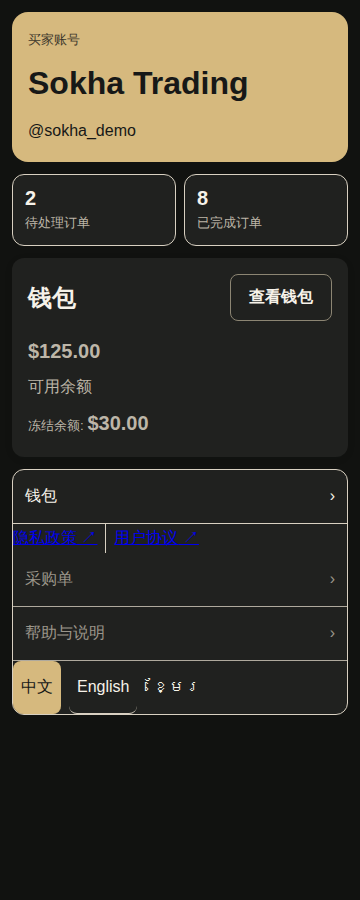 买家账号
Sokha Trading
@sokha_demo
2
待处理订单
8
已完成订单
钱包
查看钱包
$125.00
可用余额
冻结余额: $30.00
钱包 ›
隐私政策 ↗ 用户协议 ↗
采购单 ›
帮助与说明 ›
中文 English ខ្មែរ